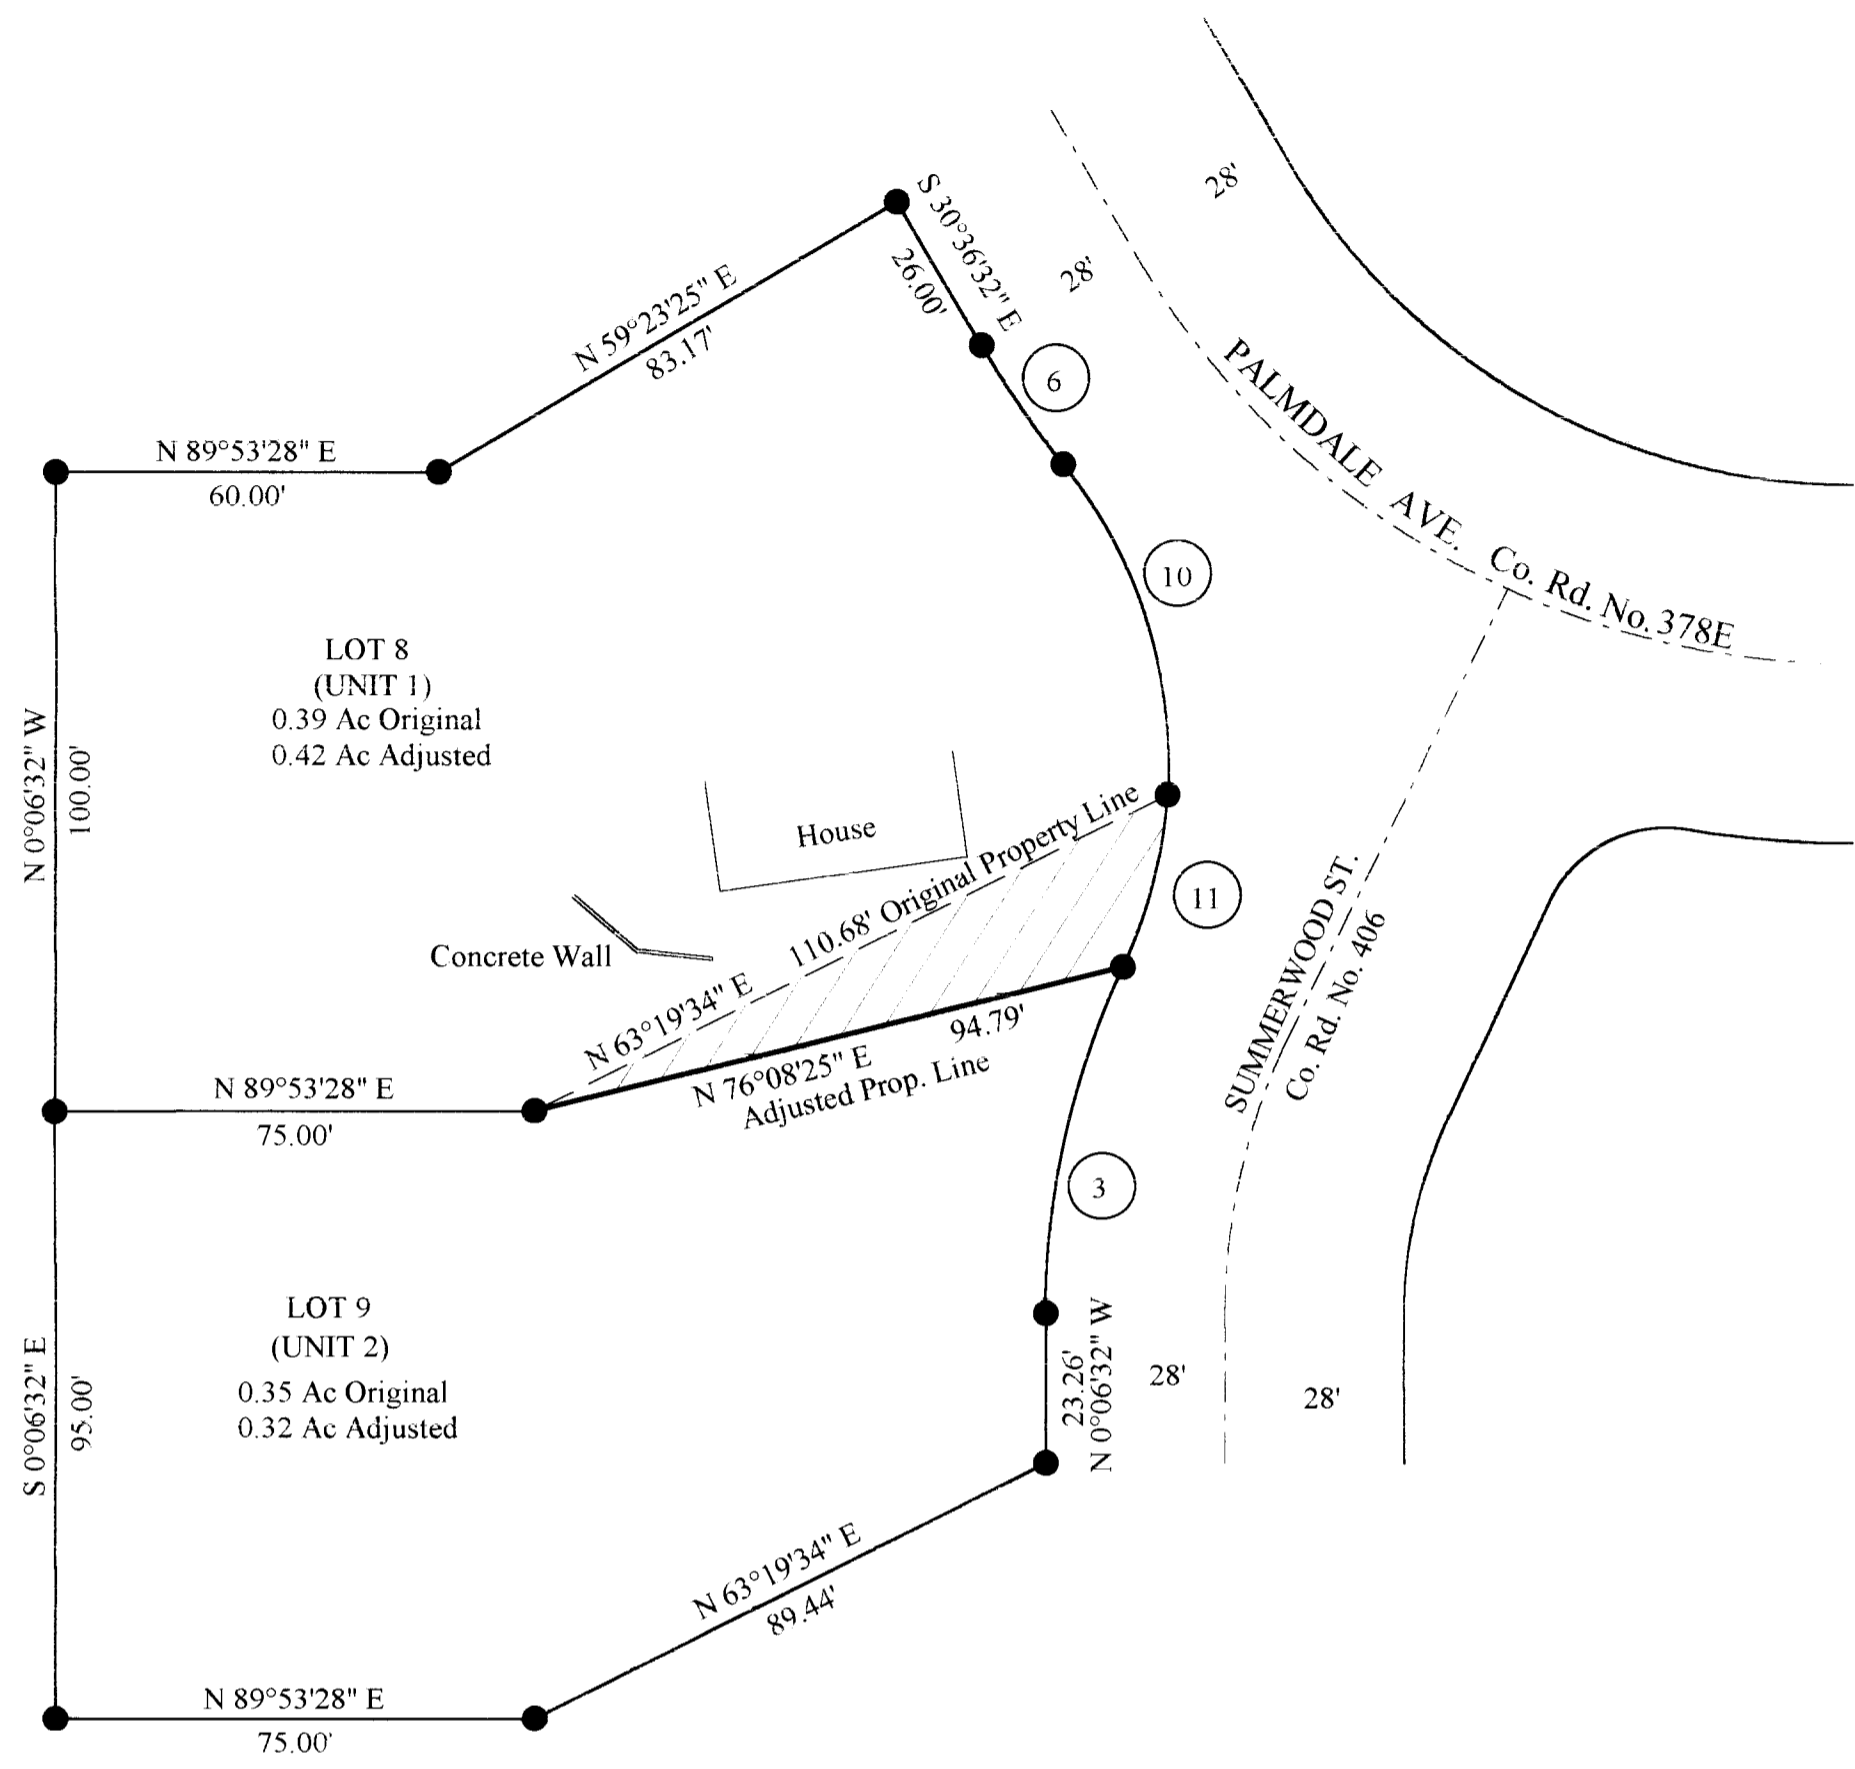 28'
28'
S 30°36'32" E
26.00'
N 59°23'25" E
83.17'
6
PALMDALE AVE. Co. Rd. No. 378E
N 89°53'28" E
60.00'
10
LOT 8
(UNIT 1)
0.39 Ac Original
0.42 Ac Adjusted
N 0°06'32" W
100.00'
House
Concrete Wall
N 63°19'34" E 110.68' Original Property Line
11
94.79'
N 76°08'25" E
Adjusted Prop. Line
SUMMERWOOD ST.
Co. Rd. No. 406
N 89°53'28" E
75.00'
3
LOT 9
(UNIT 2)
0.35 Ac Original
0.32 Ac Adjusted
S 0°06'32" E
95.00'
23.26'
N 0°06'32" W
28'
28'
N 63°19'34" E
89.44'
N 89°53'28" E
75.00'